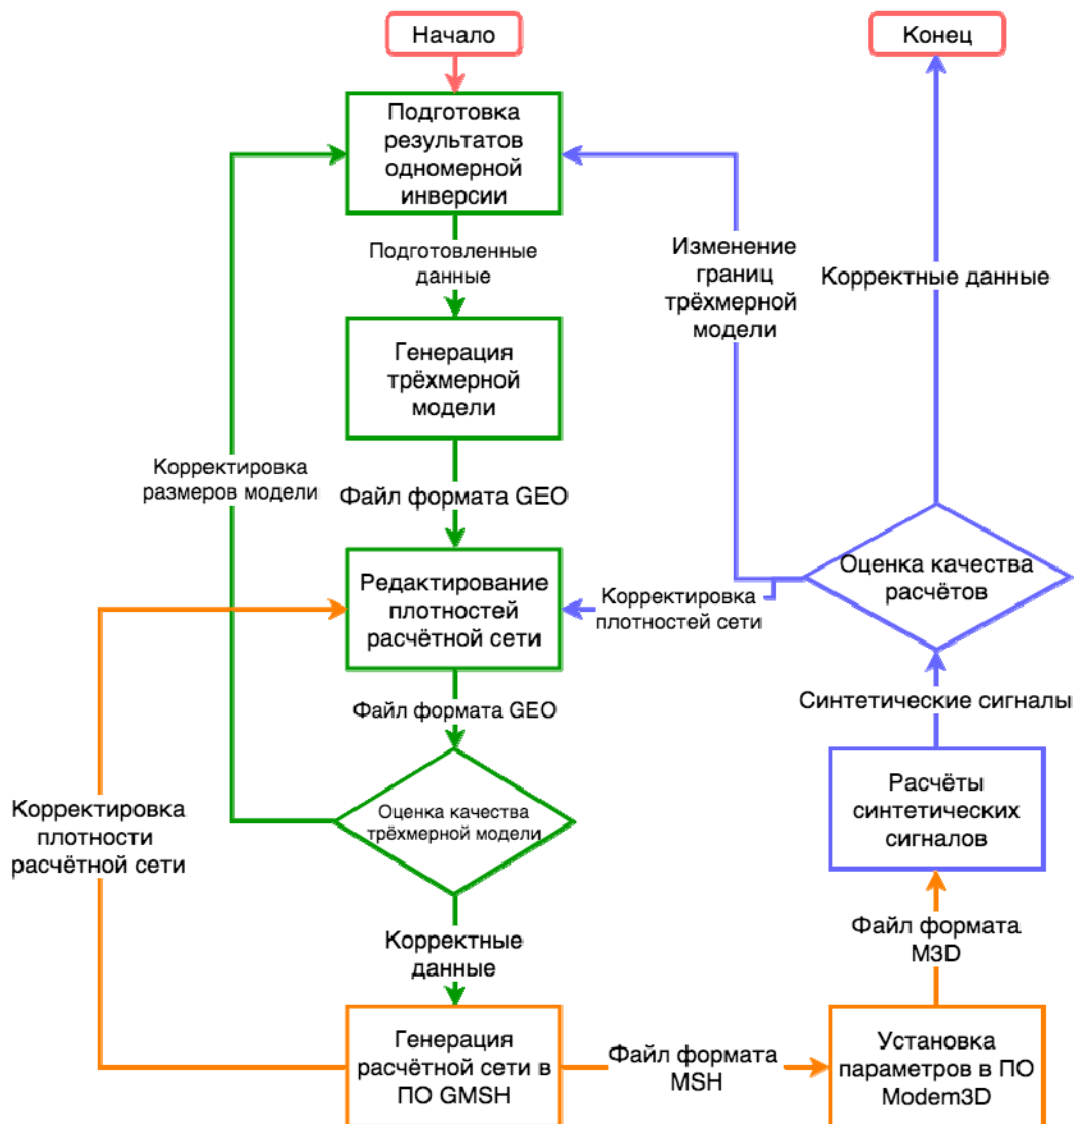 Начало
Конец
Подготовка
результатов
одномерной
инверсии
Подготовленные
данные
Изменение
границ
трёхмерной
модели
Корректные данные
Генерация
трёхмерной
модели
Корректировка
размеров модели
Файл формата GEO
Редактирование
плотностей
расчётной сети
Корректировка
плотностей сети
Оценка качества
расчётов
Файл формата GEO
Синтетические сигналы
Корректировка
плотности
расчётной сети
Оценка качества
трёхмерной модели
Расчёты
синтетических
сигналов
Корректные
данные
Файл формата
M3D
Генерация
расчётной сети в
ПО GMSH
Файл формата
MSH
Установка
параметров в ПО
Modem3D